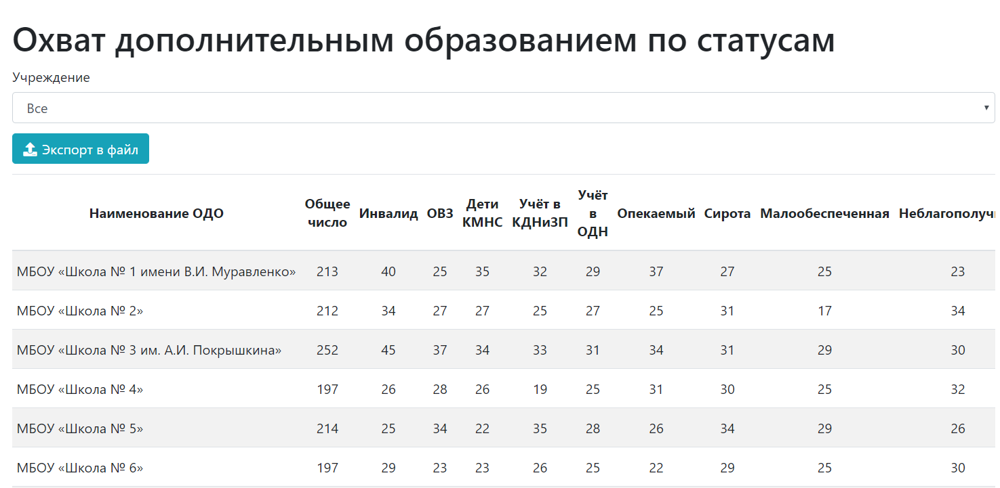 Охват дополнительным образованием по статусам
Учреждение
Все
Экспорт в файл
Наименование ОДО Общее число Инвалид ОВЗ Дети КМНС Учёт в КДНиЗП Учёт в ОДН Опекаемый Сирота Малообеспеченная
МБОУ «Школа № 1 имени В.И. Муравленко» 213 40 25 35 32 29 37 27 25 23
МБОУ «Школа № 2» 212 34 27 27 25 27 25 31 17 34
МБОУ «Школа № 3 им. А.И. Покрышкина» 252 45 37 34 33 31 34 31 29 30
МБОУ «Школа № 4» 197 26 28 26 19 25 31 30 25 32
МБОУ «Школа № 5» 214 25 34 22 35 28 26 34 29 26
МБОУ «Школа № 6» 197 29 23 23 26 25 22 29 25 30